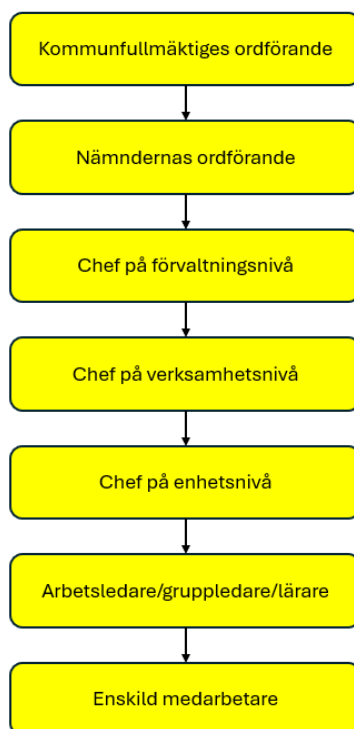 Kommunfullmäktiges ordförande
Nämndernas ordförande
Chef på förvaltningsnivå
Chef på verksamhetsnivå
Chef på enhetsnivå
Arbetsledare/gruppledare/lärare
Enskild medarbetare